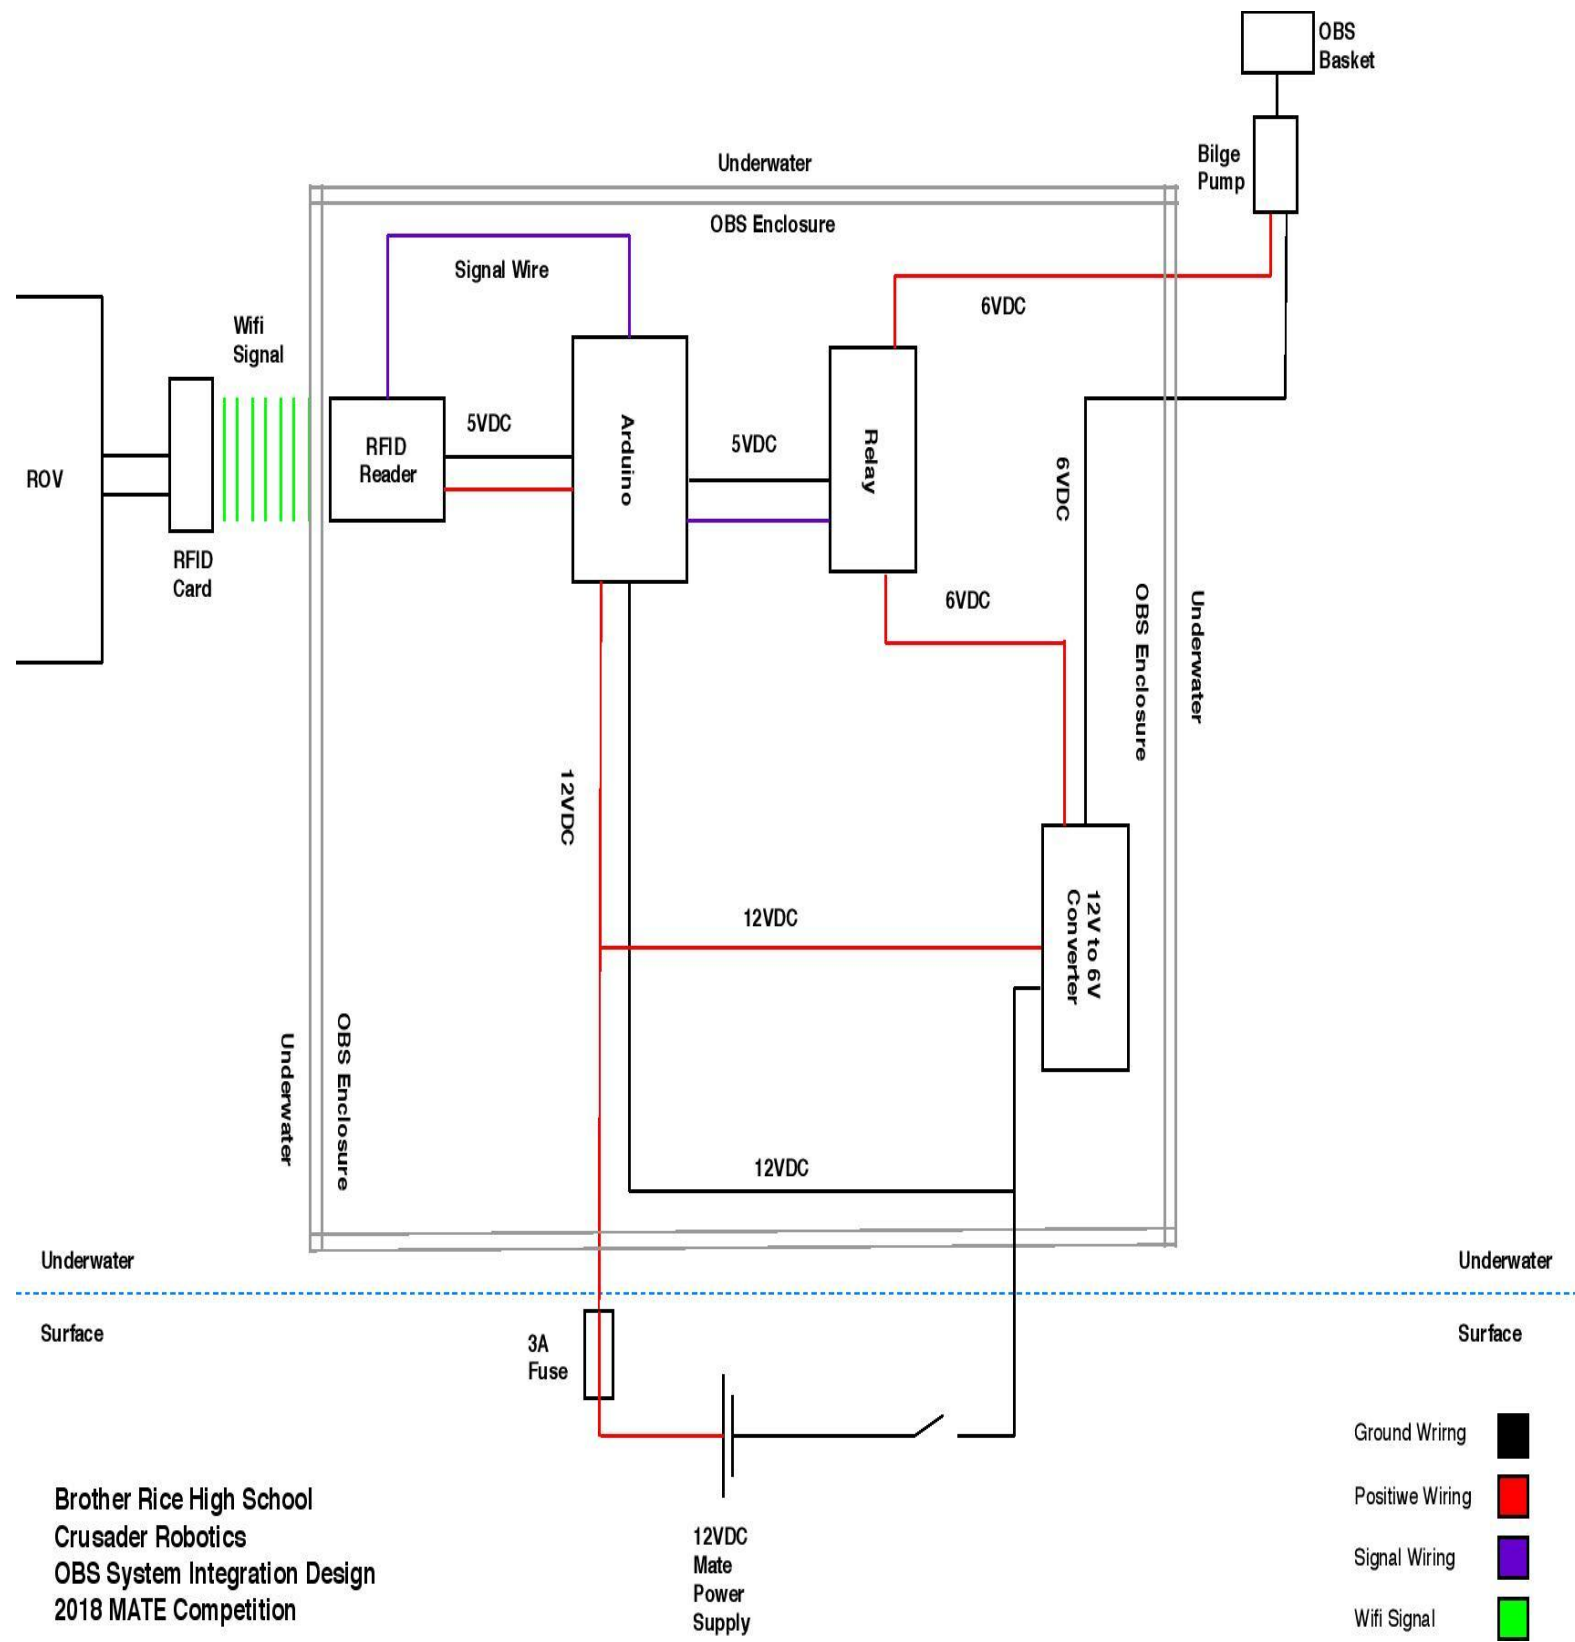 OBS
Basket
Bilge
Pump
Underwater
OBS Enclosure
Signal Wire
6VDC
Wifi
Signal
5VDC
RFID
Reader
Arduino
5VDC
Relay
6VDC
ROV
RFID
Card
6VDC
OBS Enclosure
Underwater
12VDC
12VDC
12V to 6V
Converter
Underwater
OBS Enclosure
12VDC
Underwater
Underwater
Surface
Surface
3A
Fuse
Ground Wrirng
Positiwe Wiring
Signal Wiring
Wifi Signal
Brother Rice High School
Crusader Robotics
OBS System Integration Design
2018 MATE Competition
12VDC
Mate
Power
Supply